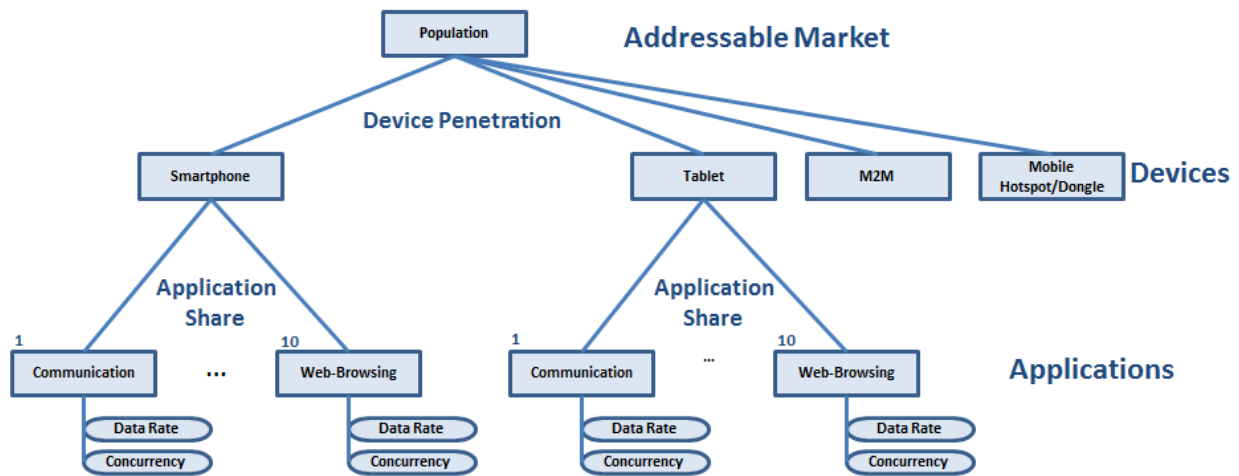 Population
Addressable Market
Device Penetration
Smartphone
Tablet
M2M
Mobile
Hotspot/Dongle
Devices
Application
Share
Application
Share
1
10
1
10
Communication
...
Web-Browsing
Communication
...
Web-Browsing
Applications
Data Rate
Data Rate
Data Rate
Data Rate
Concurrency
Concurrency
Concurrency
Concurrency